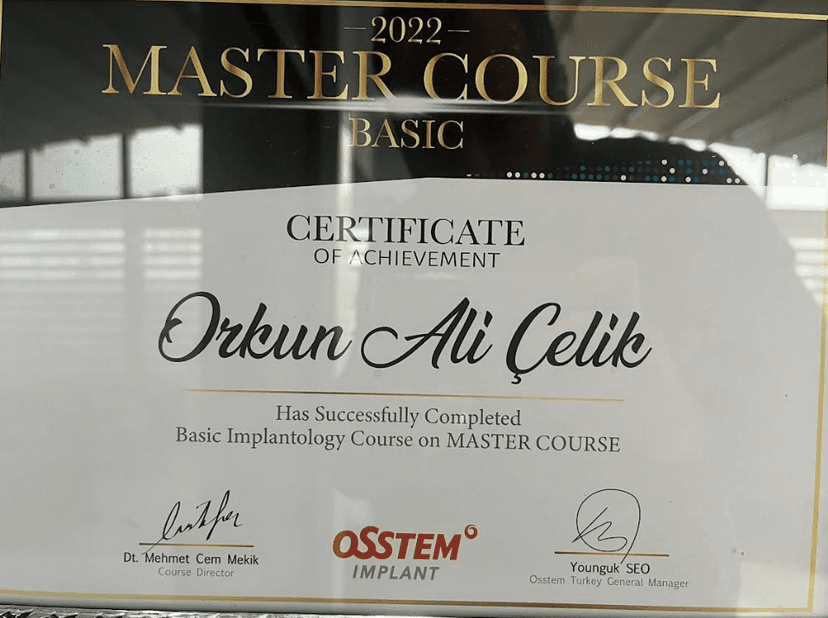 2022
MASTER COURSE
BASIC
CERTIFICATE
OF ACHIEVEMENT
Orkun Ali Çelik
Has Successfully Completed
Basic Implantology Course on MASTER COURSE
Dt. Mehmet Cem Mekik
Course Director
OSSTEM
IMPLANT
Younguk SEO
Osstem Turkey General Manager